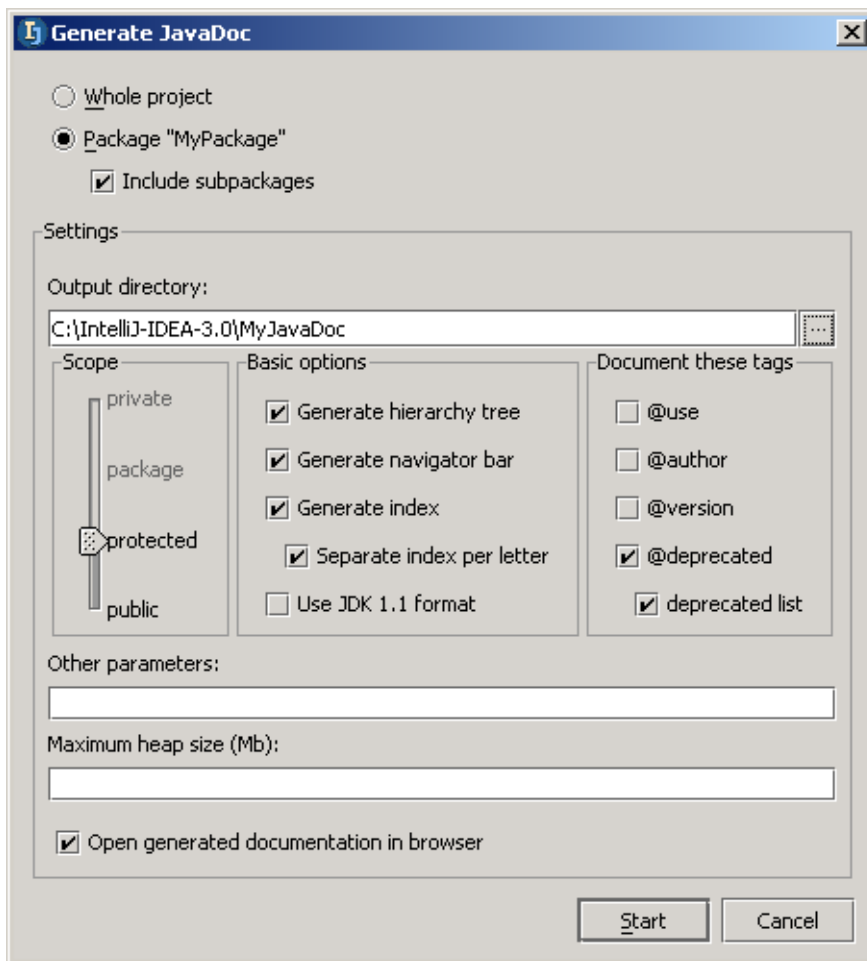 Generate JavaDoc
Whole project
Package "MyPackage"
Include subpackages
Settings
Output directory:
C:\IntelliJ-IDEA-3.0\MyJavaDoc
...
Scope
private
package
protected
public
Basic options
Generate hierarchy tree
Generate navigator bar
Generate index
Separate index per letter
Use JDK 1.1 format
Document these tags
@use
@author
@version
@deprecated
deprecated list
Other parameters:
Maximum heap size (Mb):
Open generated documentation in browser
Start
Cancel